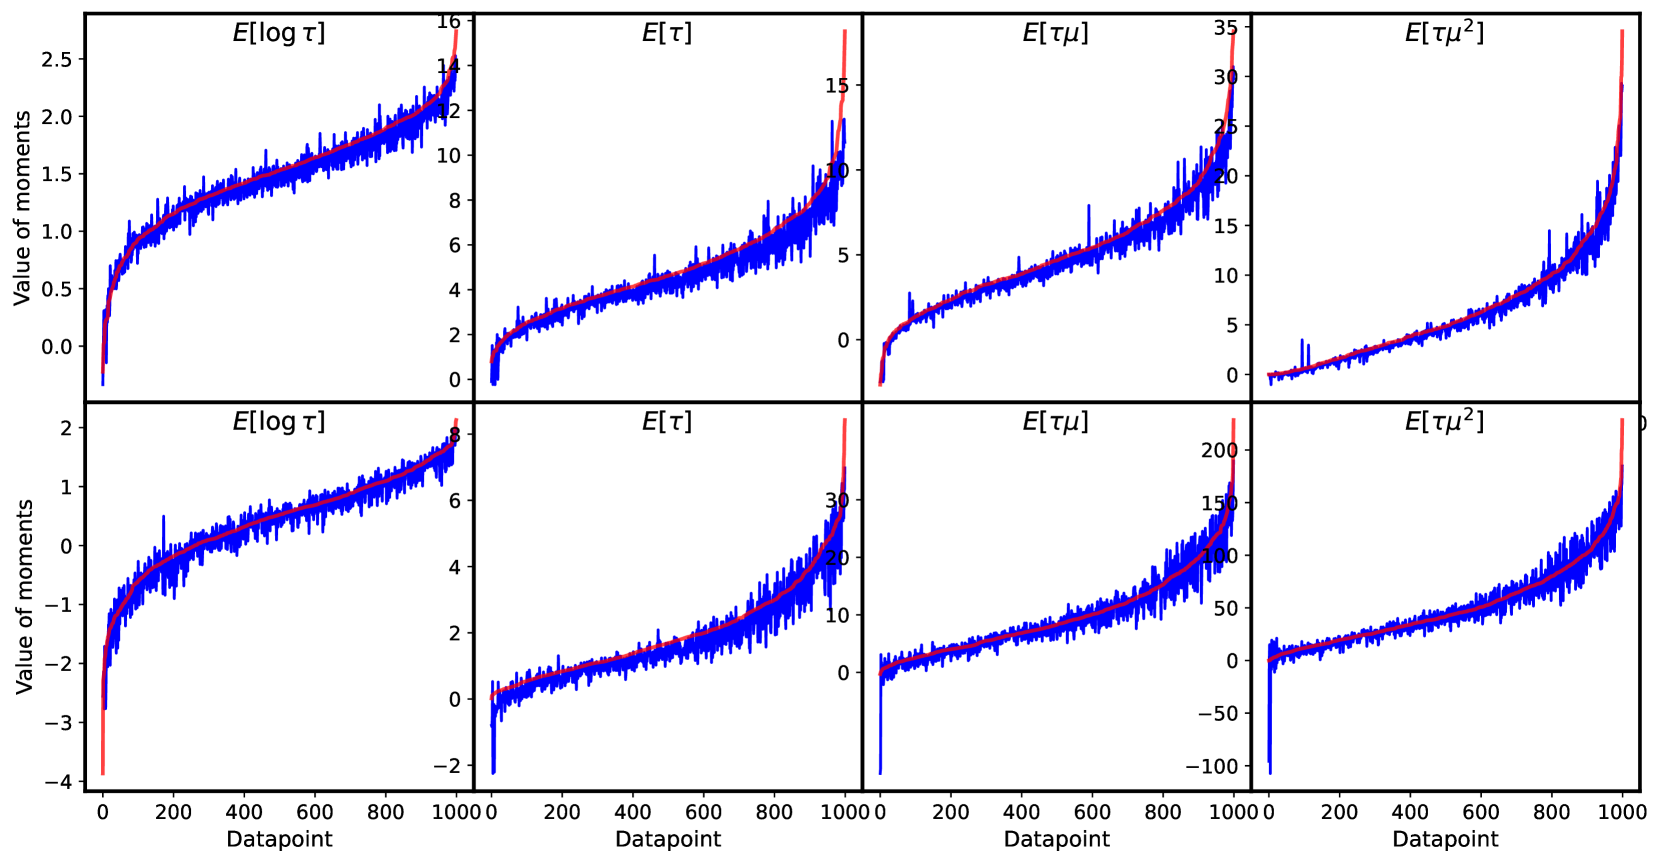 E[log τ]
E[τ]
E[τμ]
E[τμ²]
Value of moments
2.5
2.0
1.5
1.0
0.5
0.0
16
14
12
10
8
6
4
2
0
15
10
5
0
35
30
25
20
15
10
5
0
E[log τ]
E[τ]
E[τμ]
E[τμ²]
Value of moments
2
1
0
−1
−2
−3
−4
8
6
4
2
0
−2
30
20
10
0
200
150
100
50
0
−50
−100
0 200 400 600 800 1000
0 200 400 600 800 1000
0 200 400 600 800 1000
0 200 400 600 800 1000
Datapoint
Datapoint
Datapoint
Datapoint